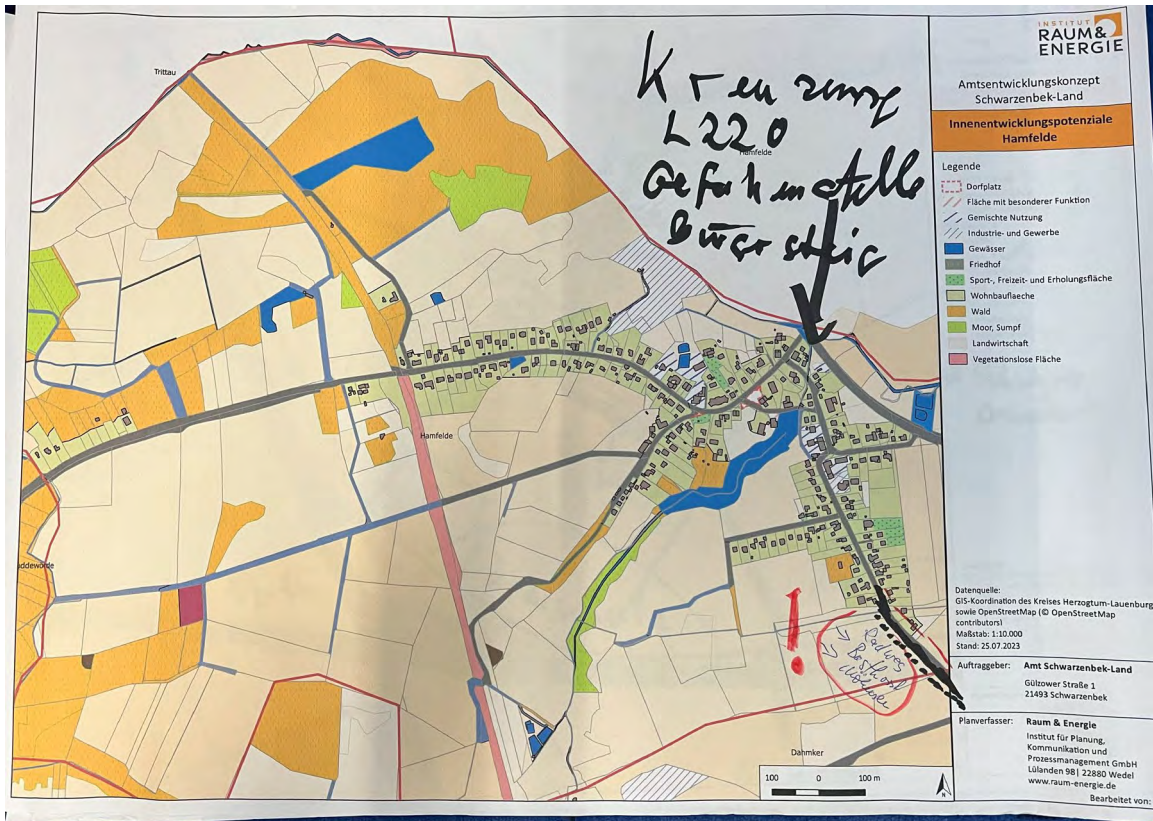 INSTITUT
RAUM&
ENERGIE
Amtsentwicklungskonzept
Schwarzenbek-Land
Innenentwicklungspotenziale
Hamfelde
Legende
Dorfplatz
Fläche mit besonderer Funktion
Gemischte Nutzung
Industrie- und Gewerbe
Gewässer
Friedhof
Sport-, Freizeit- und Erholungsfläche
Wohnbauflaeche
Wald
Moor, Sumpf
Landwirtschaft
Vegetationslose Fläche
Datenquelle:
GIS-Koordination des Kreises Herzogtum-Lauenburg
sowie OpenStreetMap (© OpenStreetMap
contributors)
Maßstab: 1:10.000
Stand: 25.07.2023
Auftraggeber: Amt Schwarzenbek-Land
Gülzower Straße 1
21493 Schwarzenbek
Planverfasser: Raum & Energie
Institut für Planung,
Kommunikation und
Prozessmanagement GmbH
Lülanden 98| 22880 Wedel
www.raum-energie.de
Bearbeitet von:
Kreuzung
L220
Hamfelde
Gefahrenstelle
Bürgersteig
Trittau
Hamfelde
Radweg
Dahmker
100 0 100 m
N